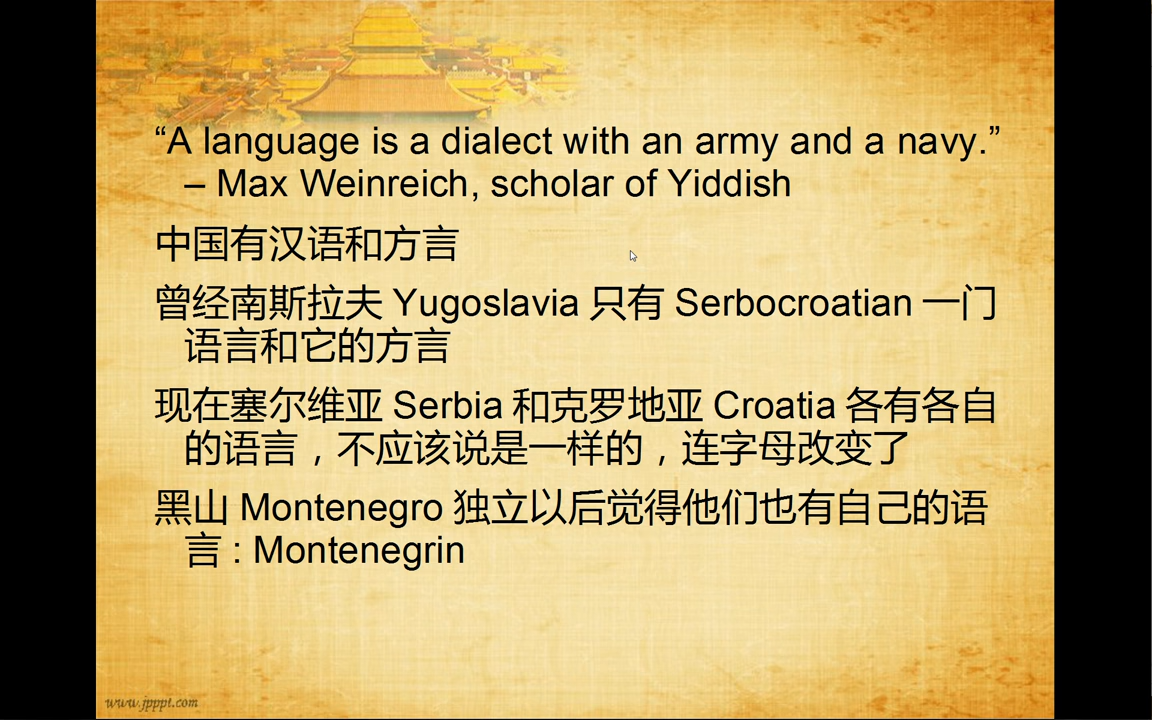 “A language is a dialect with an army and a navy.”
– Max Weinreich, scholar of Yiddish
中国有汉语和方言
曾经南斯拉夫 Yugoslavia 只有 Serbocroatian 一门
语言和它的方言
现在塞尔维亚 Serbia 和克罗地亚 Croatia 各有各自
的语言，不应该说是一样的，连字母改变了
黑山 Montenegro 独立以后觉得他们也有自己的语
言 : Montenegrin
www.jpppt.com